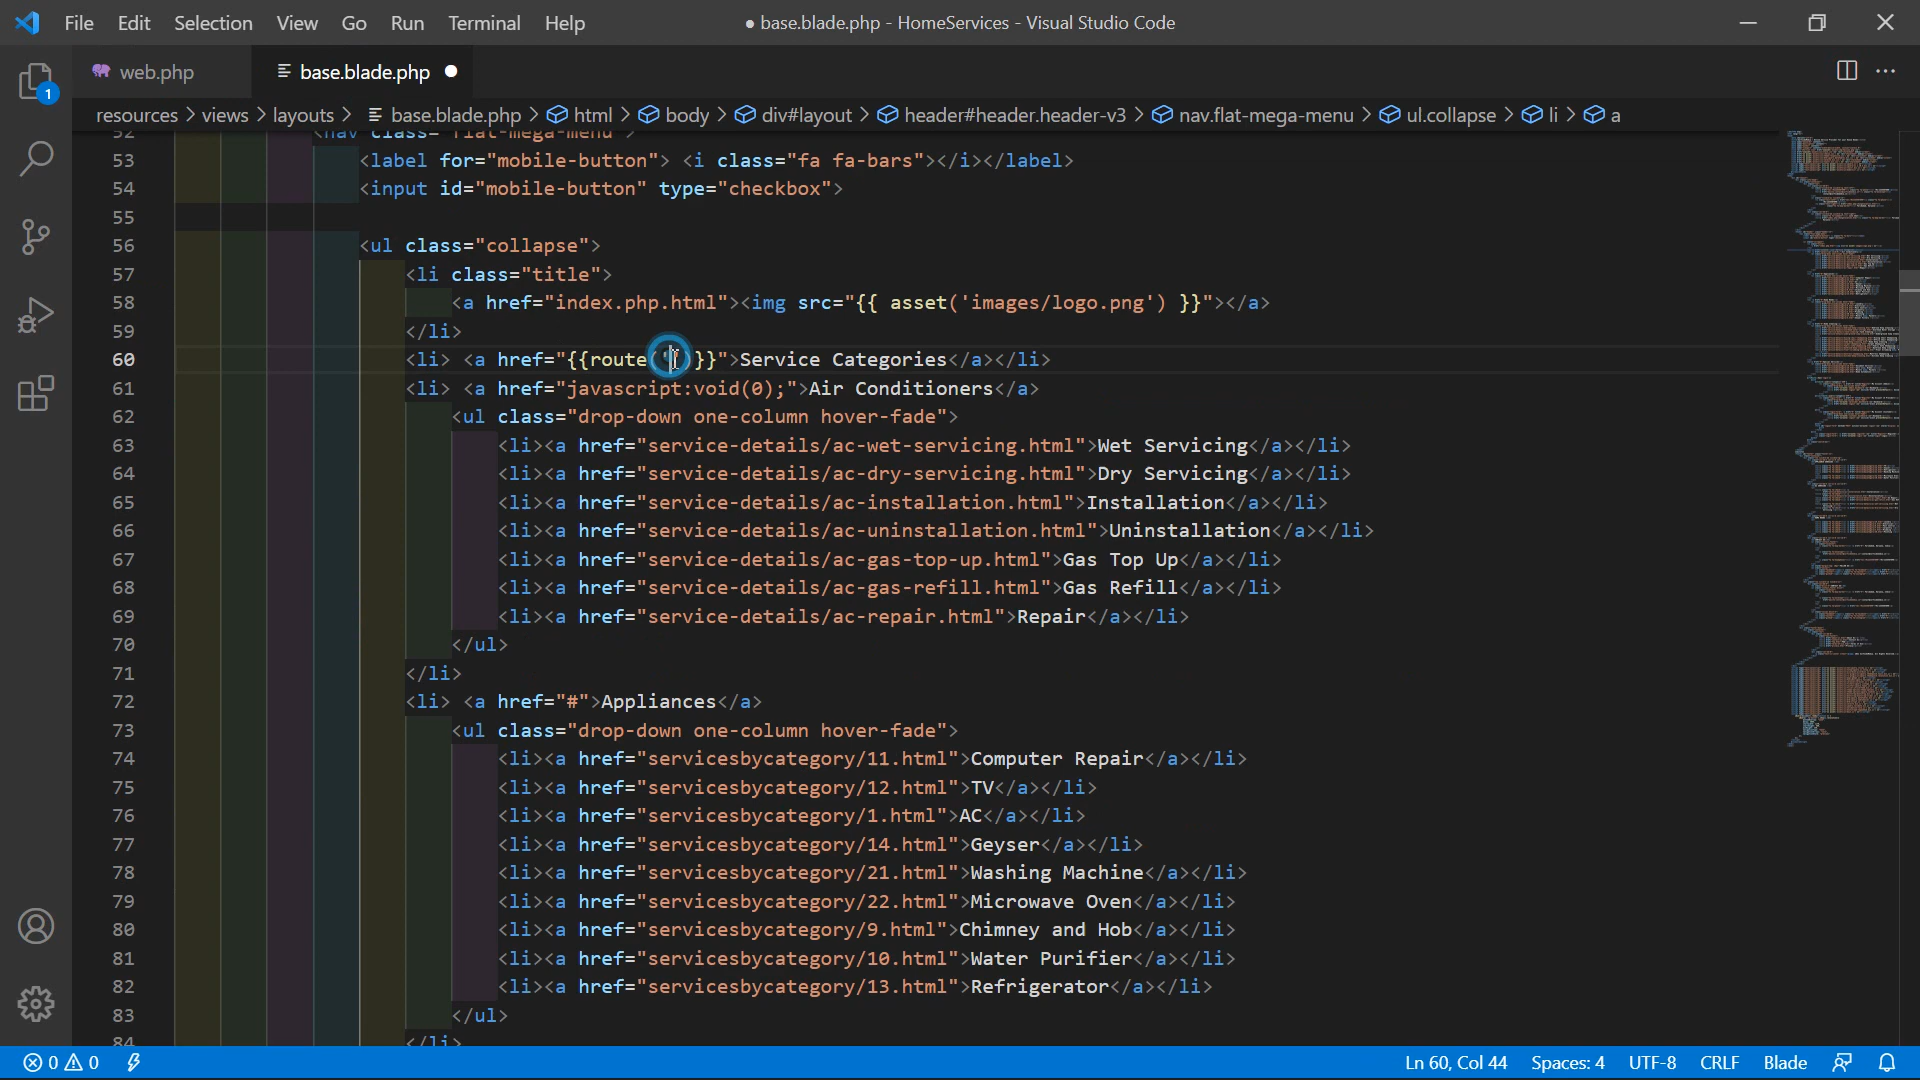 File Edit Selection View Go Run Terminal Help ● base.blade.php - HomeServices - Visual Studio Code
web.php base.blade.php ●
resources > views > layouts > base.blade.php > html > body > div#layout > header#header.header-v3 > nav.flat-mega-menu > ul.collapse > li > a
1
52 <nav class="flat-mega-menu">
53 <label for="mobile-button"> <i class="fa fa-bars"></i></label>
54 <input id="mobile-button" type="checkbox">
55
56 <ul class="collapse">
57 <li class="title">
58 <a href="index.php.html"><img src="{{ asset('images/logo.png') }}"></a>
59 </li>
60 <li> <a href="{{route('')}}">Service Categories</a></li>
61 <li> <a href="javascript:void(0);">Air Conditioners</a>
62 <ul class="drop-down one-column hover-fade">
63 <li><a href="service-details/ac-wet-servicing.html">Wet Servicing</a></li>
64 <li><a href="service-details/ac-dry-servicing.html">Dry Servicing</a></li>
65 <li><a href="service-details/ac-installation.html">Installation</a></li>
66 <li><a href="service-details/ac-uninstallation.html">Uninstallation</a></li>
67 <li><a href="service-details/ac-gas-top-up.html">Gas Top Up</a></li>
68 <li><a href="service-details/ac-gas-refill.html">Gas Refill</a></li>
69 <li><a href="service-details/ac-repair.html">Repair</a></li>
70 </ul>
71 </li>
72 <li> <a href="#">Appliances</a>
73 <ul class="drop-down one-column hover-fade">
74 <li><a href="servicesbycategory/11.html">Computer Repair</a></li>
75 <li><a href="servicesbycategory/12.html">TV</a></li>
76 <li><a href="servicesbycategory/1.html">AC</a></li>
77 <li><a href="servicesbycategory/14.html">Geyser</a></li>
78 <li><a href="servicesbycategory/21.html">Washing Machine</a></li>
79 <li><a href="servicesbycategory/22.html">Microwave Oven</a></li>
80 <li><a href="servicesbycategory/9.html">Chimney and Hob</a></li>
81 <li><a href="servicesbycategory/10.html">Water Purifier</a></li>
82 <li><a href="servicesbycategory/13.html">Refrigerator</a></li>
83 </ul>
84 </li>
0 0 Ln 60, Col 44 Spaces: 4 UTF-8 CRLF Blade